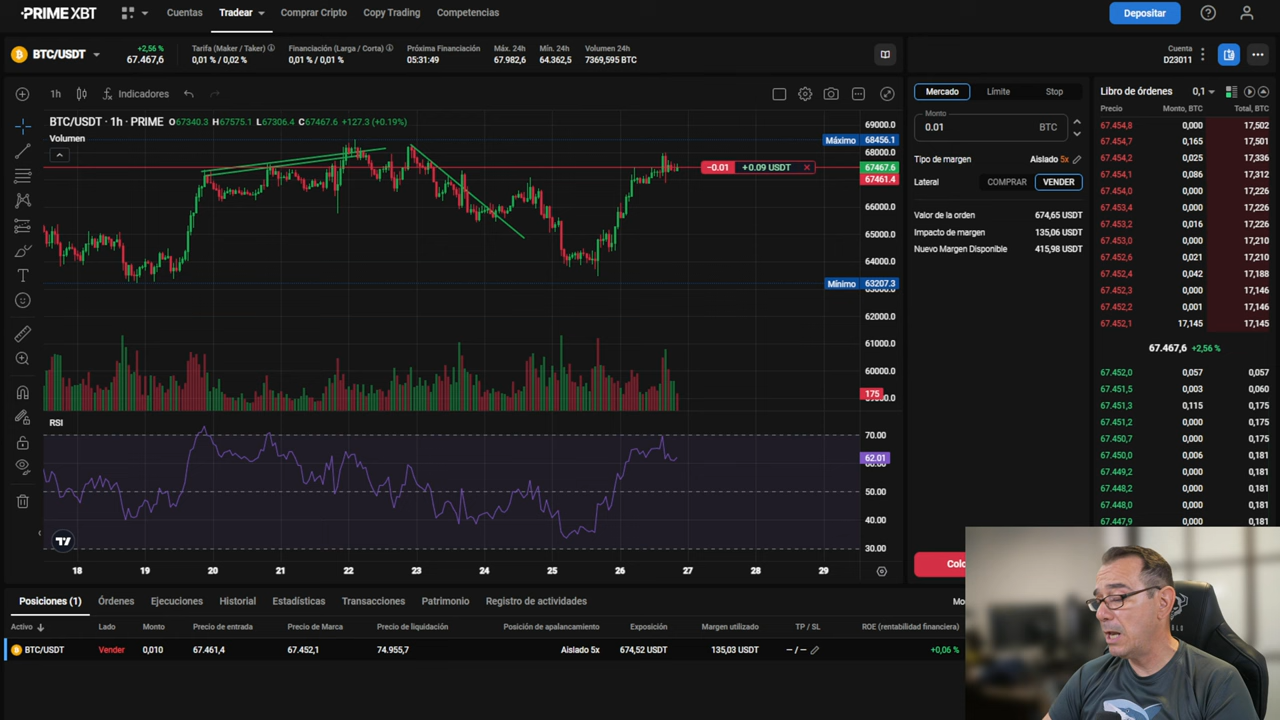 PRIME XBT
Cuentas
Tradear
Comprar Cripto
Copy Trading
Competencias
Depositar
BTC/USDT
+2,56 %
67.467,6
Tarifa (Maker / Taker)
0,01 % / 0,02 %
Financiación (Larga / Corta)
0,01 % / 0,01 %
Próxima Financiación
05:31:49
Máx. 24h
67.982,6
Mín. 24h
64.362,5
Volumen 24h
7369,595 BTC
Cuenta
D23011
1h
Indicadores
BTC/USDT · 1h · PRIME O67340.3 H67575.1 L67306.4 C67467.6 +127.3 (+0.19%)
Volumen
69000.0
Máximo 68456.1
68000.0
−0.01 +0.09 USDT
67467.6
67461.4
66000.0
65000.0
64000.0
Mínimo 63207.3
63000.0
62000.0
61000.0
60000.0
175
RSI
70.00
62.01
50.00
40.00
30.00
18 19 20 21 22 23 24 25 26 27 28 29
Mercado
Límite
Stop
Monto
0.01
BTC
Tipo de margen
Aislado 5x
Lateral
COMPRAR
VENDER
Valor de la orden 674,65 USDT
Impacto de margen 135,06 USDT
Nuevo Margen Disponible 415,98 USDT
Libro de órdenes
0,1
Precio Monto, BTC Total, BTC
67.454,8 0,000 17,502
67.454,3 0,165 17,501
67.454,2 0,025 17,337
67.454,1 0,086 17,312
67.454,0 0,000 17,226
67.453,4 0,000 17,226
67.453,2 0,016 17,226
67.453,0 0,000 17,210
67.452,6 0,021 17,210
67.452,4 0,042 17,188
67.452,3 0,000 17,146
67.452,2 0,001 17,146
67.452,1 17,145 17,145
67.467,6 +2,56 %
67.452,0 0,057 0,057
67.451,5 0,003 0,060
67.451,3 0,115 0,175
67.451,2 0,000 0,175
67.450,7 0,000 0,175
67.450,0 0,006 0,181
67.449,2 0,000 0,181
67.448,2 0,000 0,181
67.448,1 0,000 0,181
67.447,9 0,000 0,181
Posiciones (1)
Órdenes
Ejecuciones
Historial
Estadísticas
Transacciones
Patrimonio
Registro de actividades
Activo Lado Monto Precio de entrada Precio de Marca Precio de liquidación Posición de apalancamiento Exposición Margen utilizado TP / SL ROE (rentabilidad financiera)
BTC/USDT Vender 0,010 67.461,4 67.452,1 74.955,7 Aislado 5x 674,52 USDT 135,03 USDT – / – +0,06 %